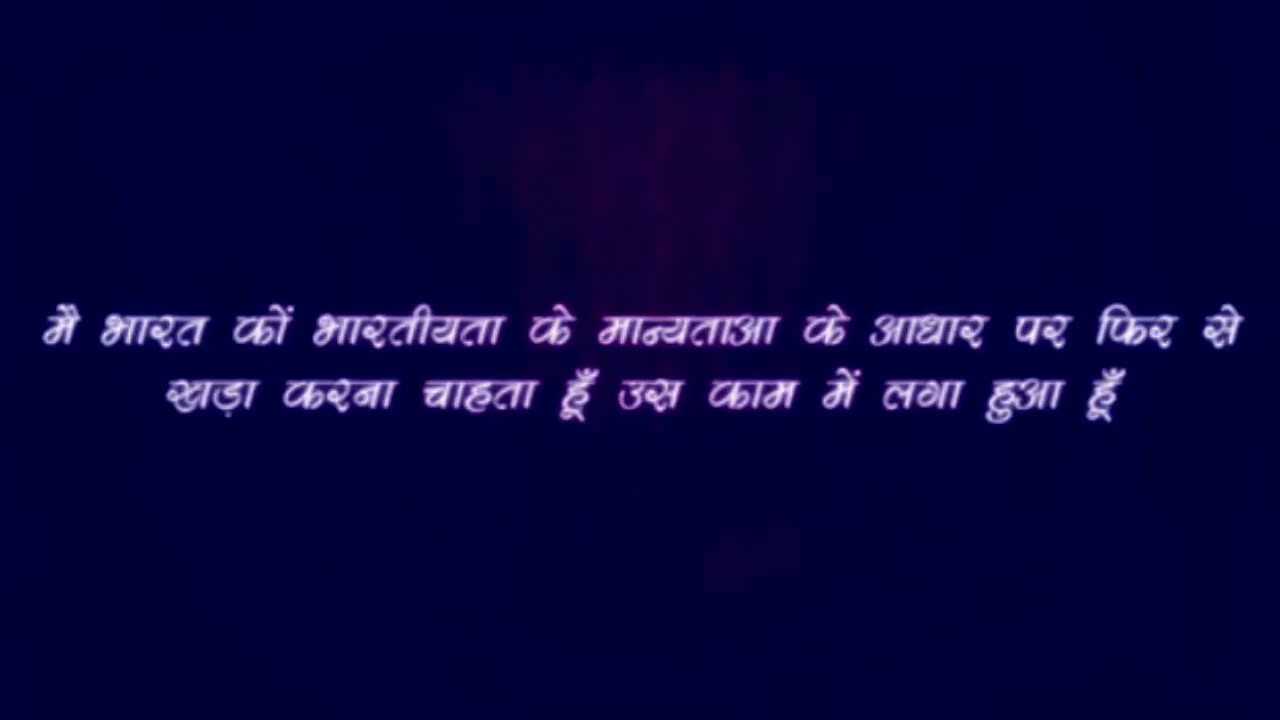 मै भारत कों भारतीयता के मान्यताआ के आधार पर फिर से
खड़ा करना चाहता हूँ उस काम में लगा हुआ हूँ